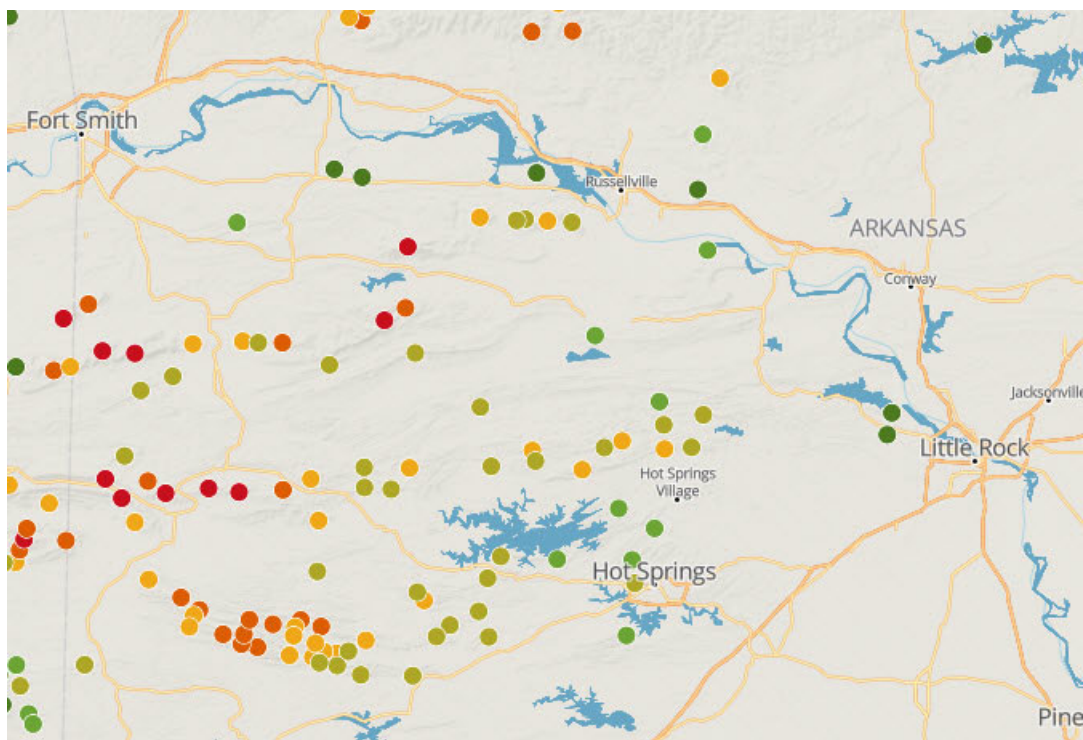 Fort Smith
Russellville
ARKANSAS
Conway
Jacksonville
Little Rock
Hot Springs
Village
Hot Springs
Pine